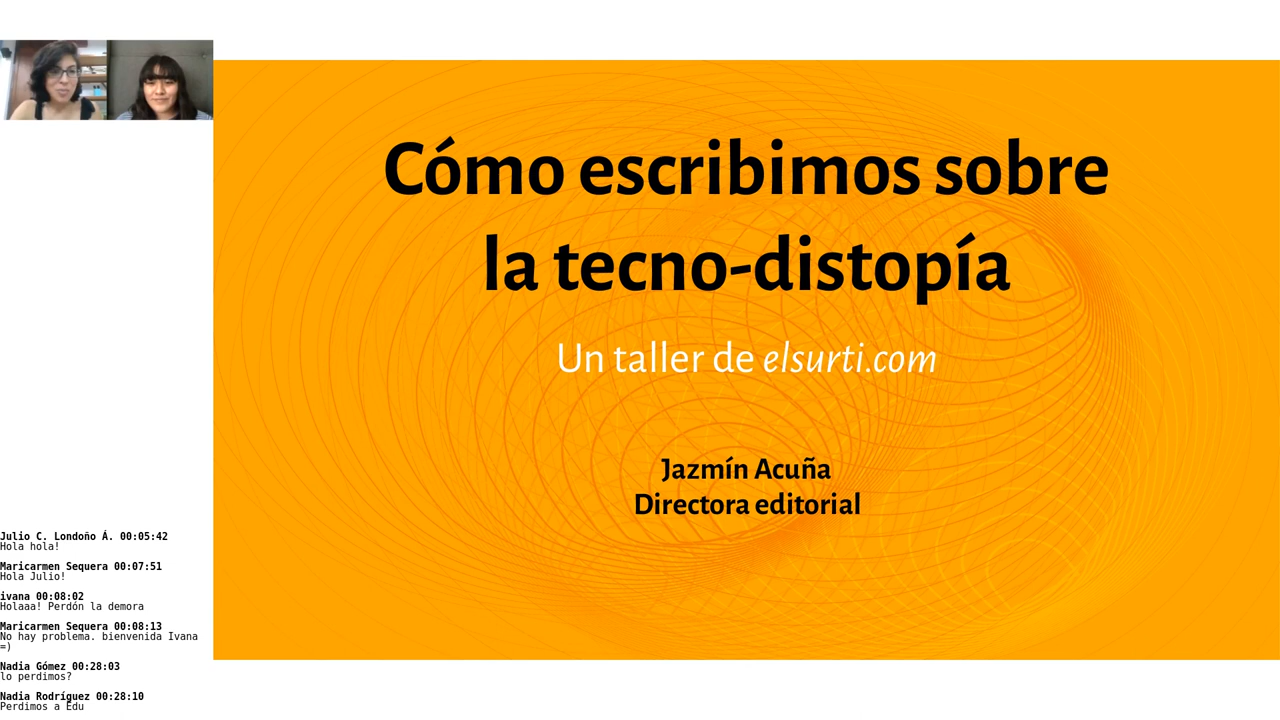 Cómo escribimos sobre
la tecno-distopía
Un taller de elsurti.com
Jazmín Acuña
Directora editorial
Julio C. Londoño Á. 00:05:42
Hola hola!
Maricarmen Sequera 00:07:51
Hola Julio!
ivana 00:08:02
Holaaa! Perdón la demora
Maricarmen Sequera 00:08:13
No hay problema. bienvenida Ivana
=)
Nadia Gómez 00:28:03
lo perdimos?
Nadia Rodríguez 00:28:10
Perdimos a Edu